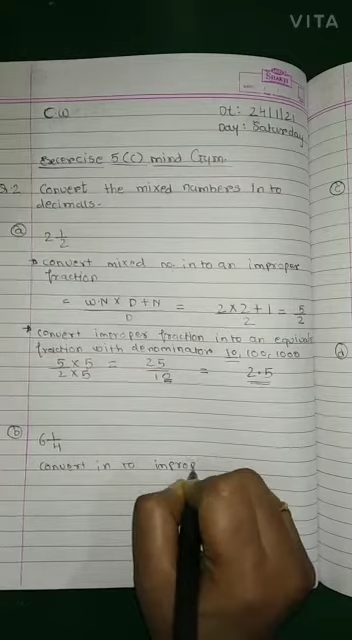 VITA
SHAKTI
C.W
Dt: 24/1/21
Day: Saturday
Excercise 5(c) mind Gym.
Q.2 Convert the mixed numbers In to
decimals.
(a)
2 1/2
convert mixed no. in to an improper
fraction
= W.N × D + N / D = 2×2+1 / 2 = 5/2
convert improper fraction into an equivale
fraction with denominator 10, 100, 1000
5×5 / 2×5 = 25/10 = 2.5
(b)
6 1/4
convert in to improp
(c)
(d)